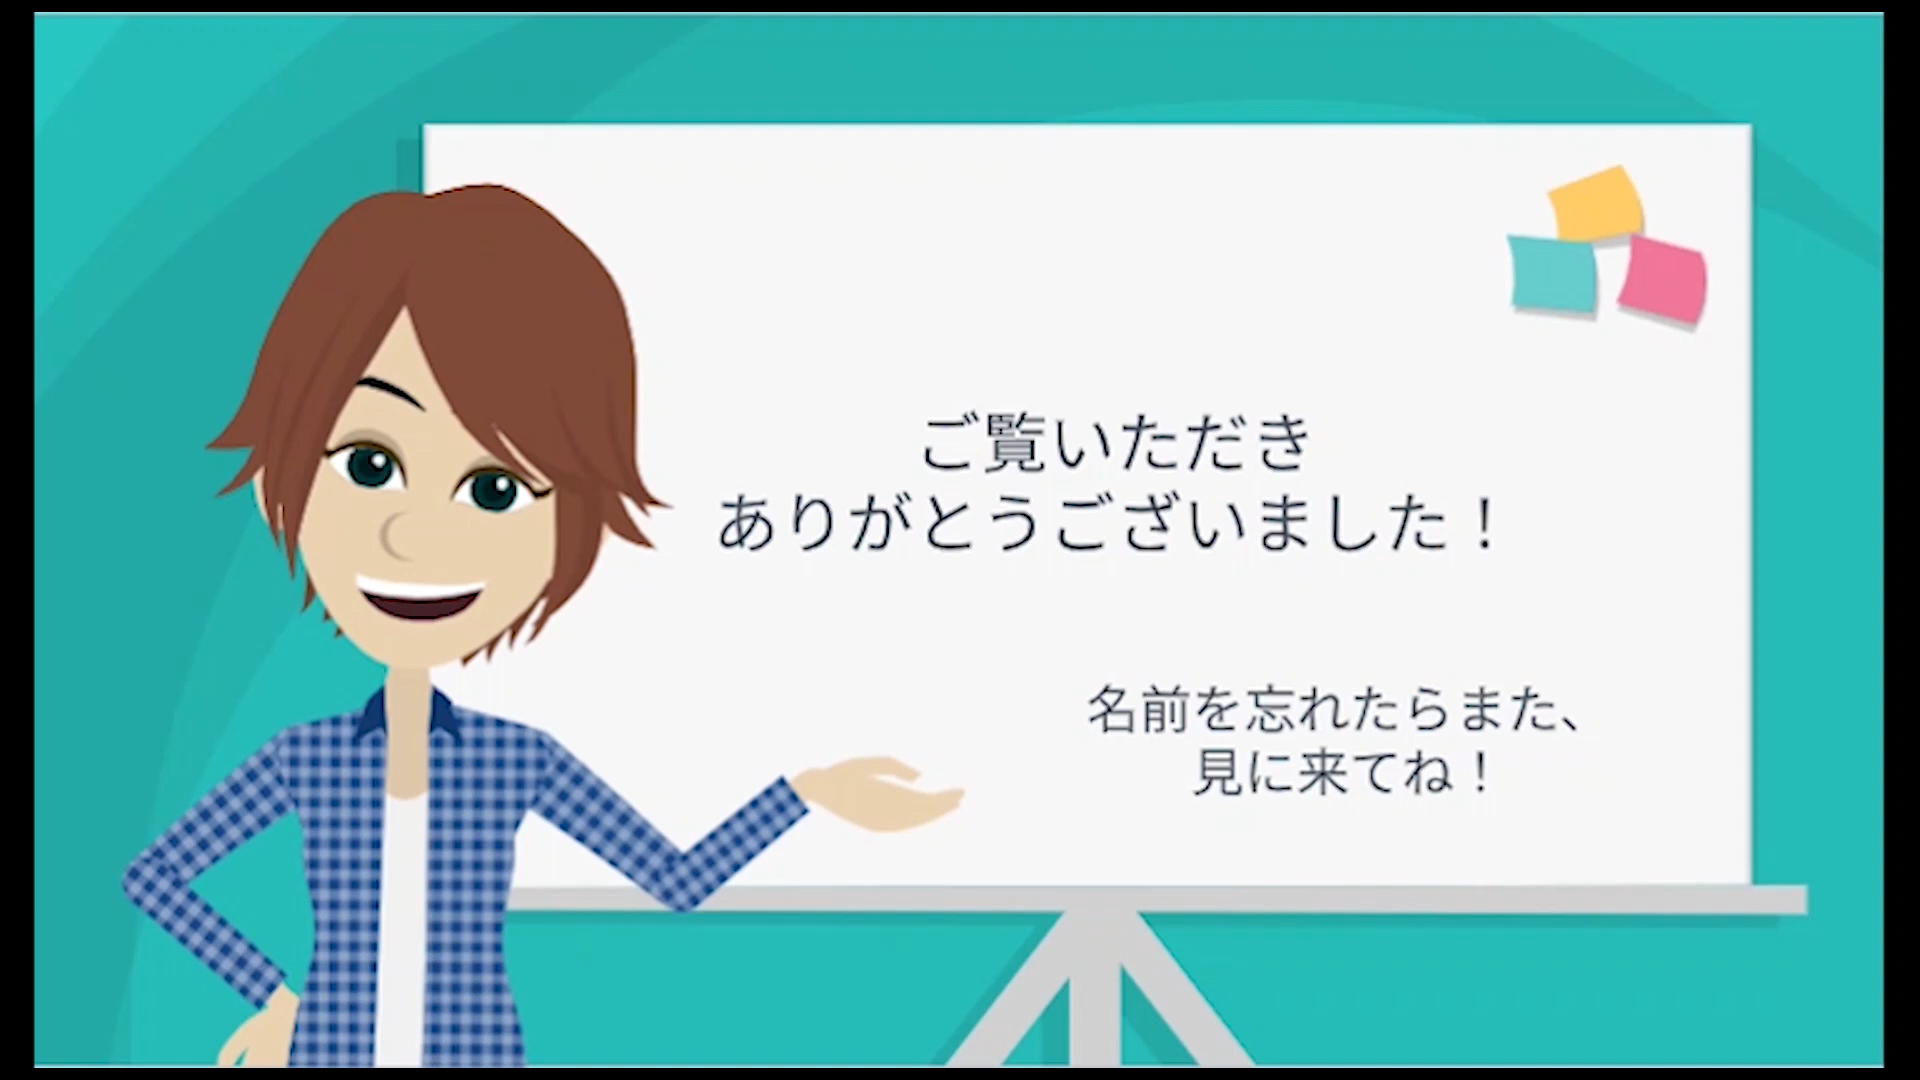 ご覧いただき
ありがとうございました！
名前を忘れたらまた、
見に来てね！